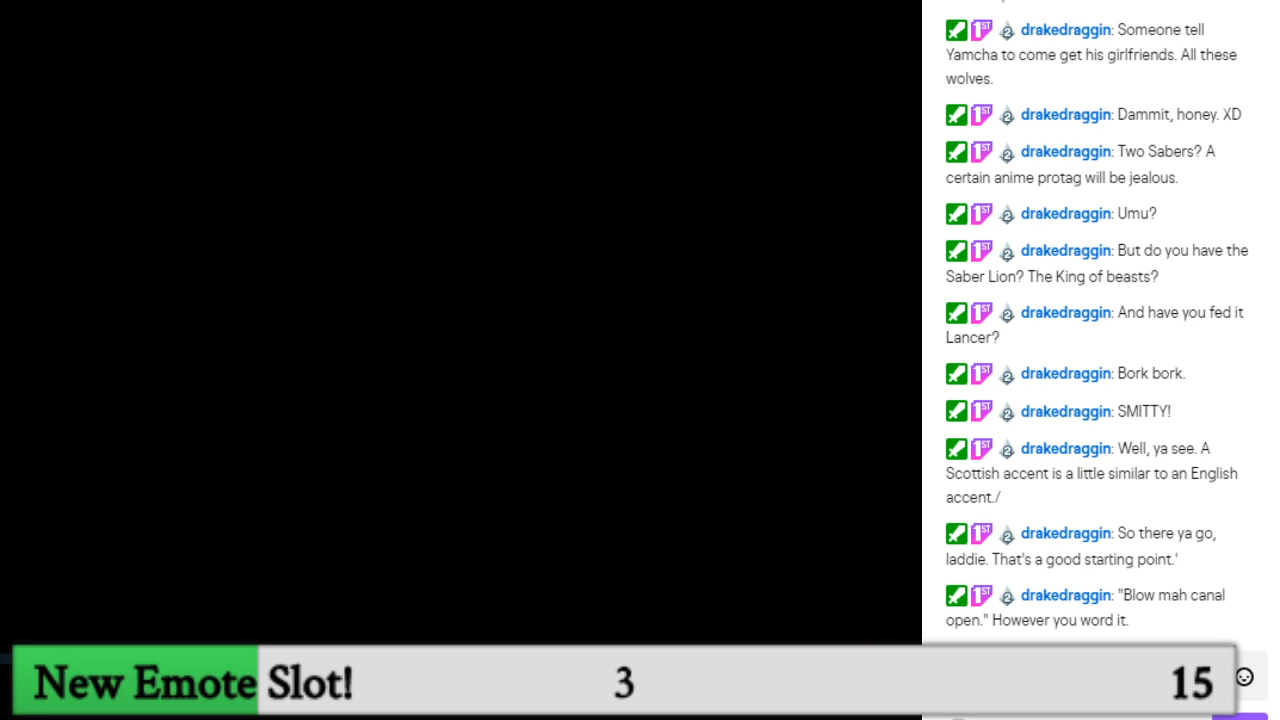 drakedraggin: Someone tell
Yamcha to come get his girlfriends. All these
wolves.
drakedraggin: Dammit, honey. XD
drakedraggin: Two Sabers? A
certain anime protag will be jealous.
drakedraggin: Umu?
drakedraggin: But do you have the
Saber Lion? The King of beasts?
drakedraggin: And have you fed it
Lancer?
drakedraggin: Bork bork.
drakedraggin: SMITTY!
drakedraggin: Well, ya see. A
Scottish accent is a little similar to an English
accent./
drakedraggin: So there ya go,
laddie. That's a good starting point.'
drakedraggin: "Blow mah canal
open." However you word it.
New Emote Slot! 3 15